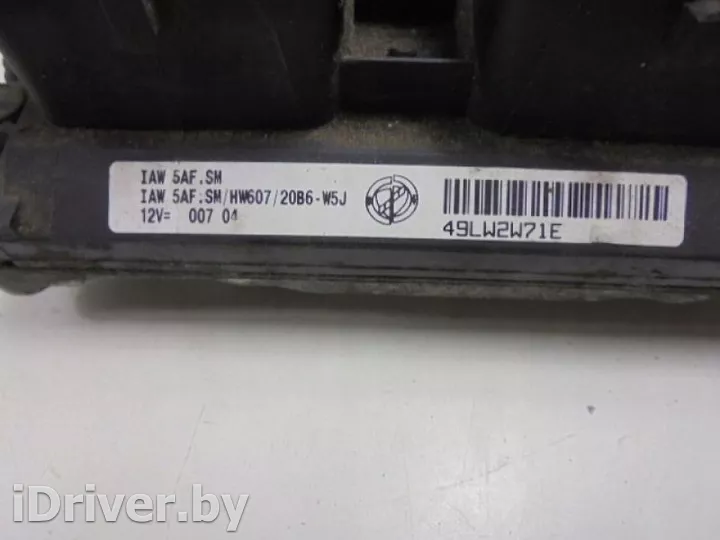 IAW 5AF.SM
IAW 5AF.SM/HW607/20B6-W5J
12V= 007 04
49LW2W71E
iDriver.by